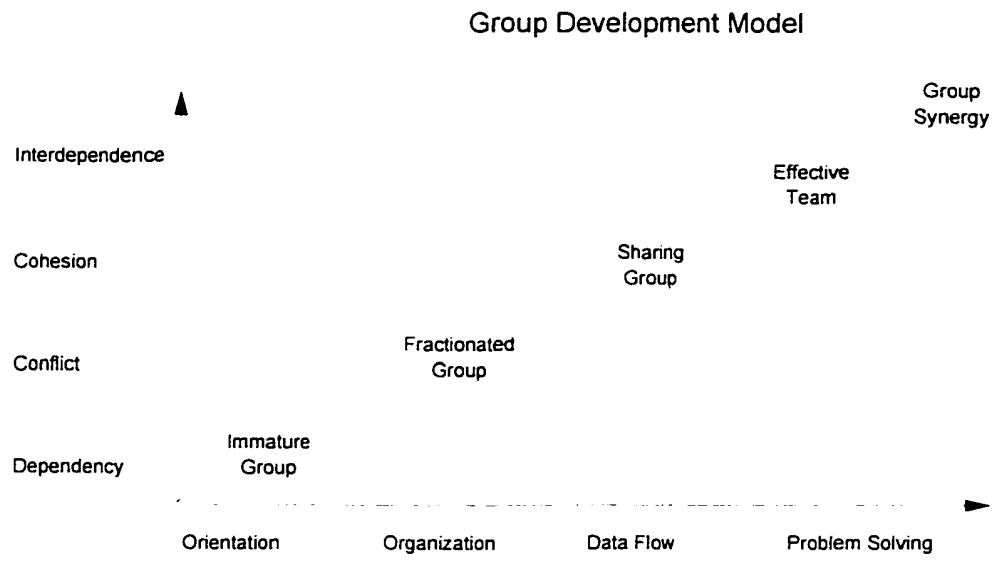 Group Development Model
Group
Synergy
Interdependence
Effective
Team
Cohesion
Sharing
Group
Conflict
Fractionated
Group
Dependency
Immature
Group
Orientation
Organization
Data Flow
Problem Solving